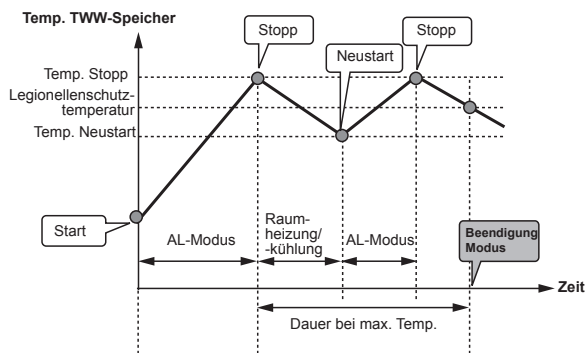 Temp. TWW-Speicher
Stopp
Stopp
Neustart
Temp. Stopp
Legionellenschutz-
temperatur
Temp. Neustart
Start
AL-Modus
Raum-
heizung/
-kühlung
AL-Modus
Beendigung
Modus
Zeit
Dauer bei max. Temp.